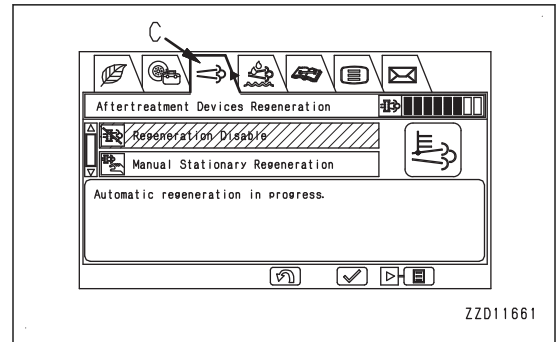 C
Aftertreatment Devices Regeneration
Regeneration Disable
Manual Stationary Regeneration
Automatic regeneration in progress.
ZZD11661